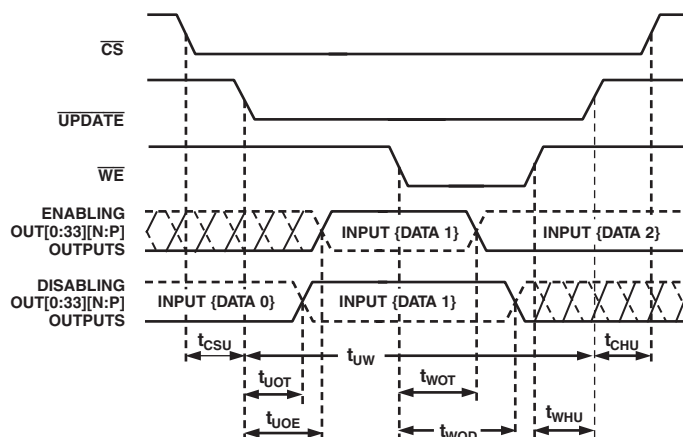 CS
UPDATE
WE
ENABLING
OUT[0:33][N:P]
OUTPUTS
INPUT {DATA 1}
INPUT {DATA 2}
DISABLING
OUT[0:33][N:P]
OUTPUTS
INPUT {DATA 0}
INPUT {DATA 1}
tCSU
tUW
tCHU
tUOT
tWOT
tUOE
tWOD
tWHU